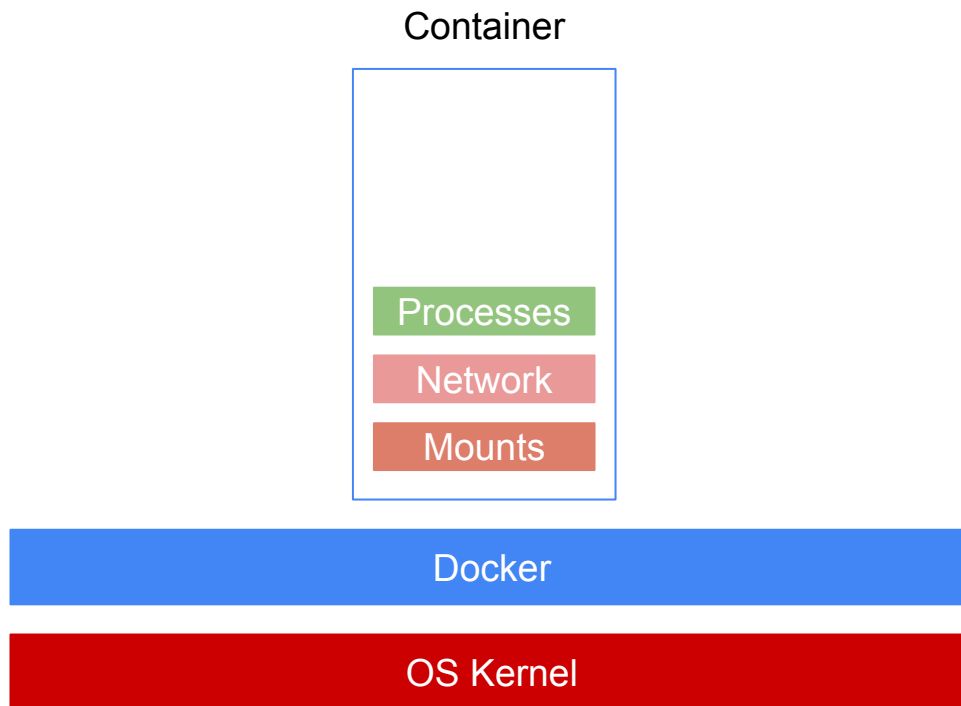 Container
Processes
Network
Mounts
Docker
OS Kernel